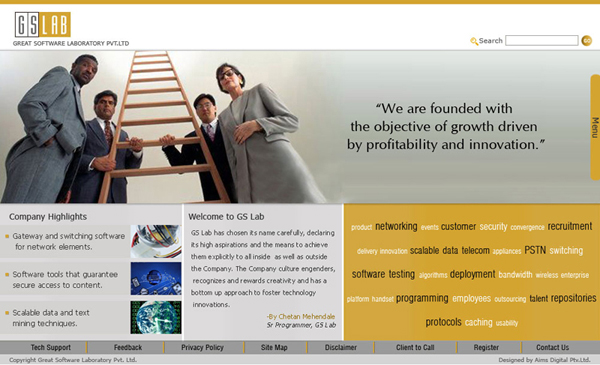 GS LAB
GREAT SOFTWARE LABORATORY PVT.LTD
Search
GO
“We are founded with
the objective of growth driven
by profitability and innovation.”
Menu
Company Highlights
Gateway and switching software
for network elements.
Software tools that guarantee
secure access to content.
Scalable data and text
mining techniques.
Welcome to GS Lab
GS Lab has chosen its name carefully, declaring
its high aspirations and the means to achieve
them explicitly to all inside as well as outside
the Company. The Company culture engenders,
recognizes and rewards creativity and has a
bottom up approach to foster technology
innovations.
-By Chetan Mehendale
Sr Programmer, GS Lab
product networking events customer security convergence recruitment
delivery innovation scalable data telecom appliances PSTN switching
software testing algorithms deployment bandwidth wireless enterprise
platform handset programming employees outsourcing talent repositories
protocols caching usability
Tech Support Feedback Privacy Policy Site Map Disclaimer Client to Call Register Contact Us
Copyright Great Software Laboratory Pvt. Ltd. Designed by Aims Digital Ptv.Ltd.